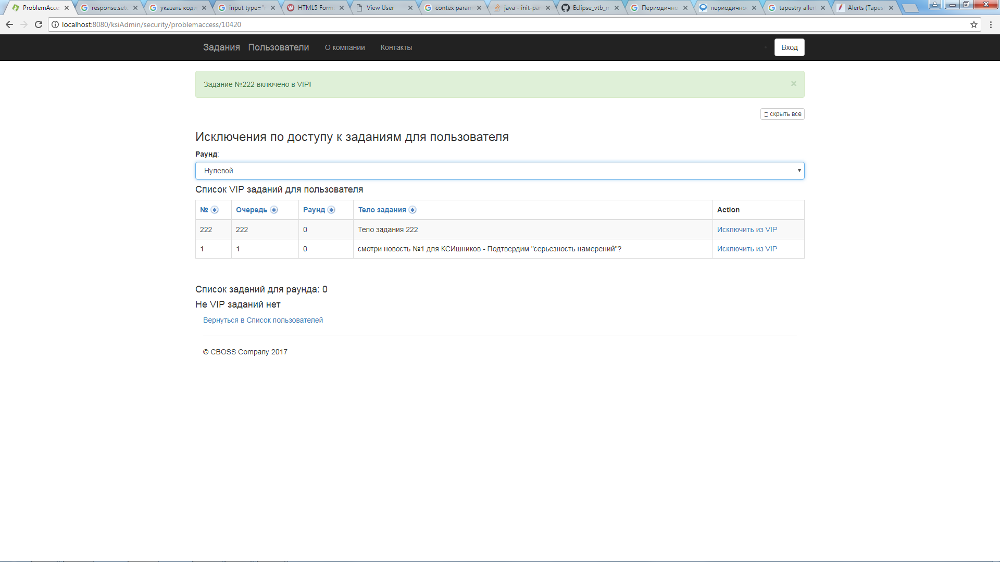 ProblemAcce
response.setc
указать коди
input type="r
HTML5 Form
View User
contex param
java - init-par
Eclipse_vtb_m
Периодично
периодично
tapestry aller
Alerts (Tapes
localhost:8080/ksiAdmin/security/problemaccess/10420
Задания Пользователи О компании Контакты Вход
Задание №222 включено в VIP!
скрыть все
Исключения по доступу к заданиям для пользователя
Раунд:
Нулевой
Список VIP заданий для пользователя
№ Очередь Раунд Тело задания Action
222 222 0 Тело задания 222 Исключить из VIP
1 1 0 смотри новость №1 для КСИшников - Подтвердим "серьезность намерений"? Исключить из VIP
Список заданий для раунда: 0
Не VIP заданий нет
Вернуться в Список пользователей
© CBOSS Company 2017